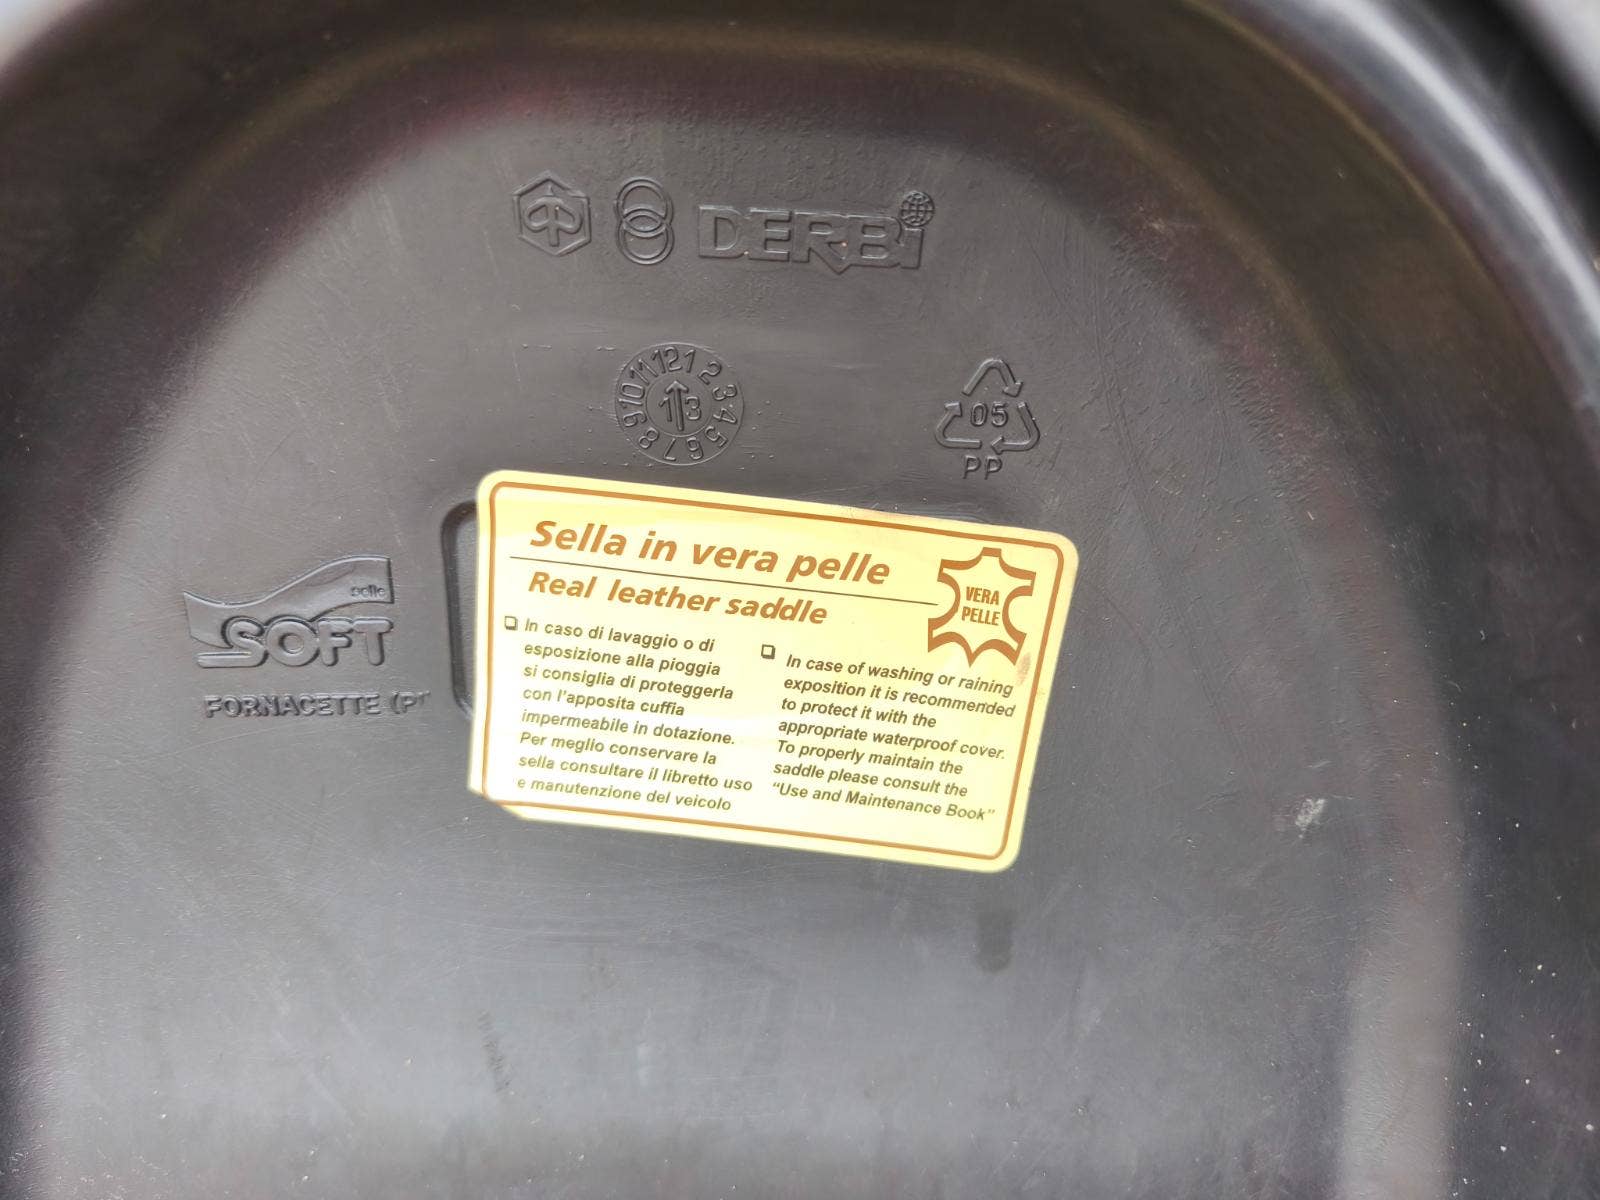 DERBi
9 10 11 12 1 2 3 4 5 6 7 8
13
05
PP
Sella in vera pelle
Real leather saddle
VERA
PELLE
In caso di lavaggio o di
esposizione alla pioggia
si consiglia di proteggerla
con l'apposita cuffia
impermeabile in dotazione.
Per meglio conservare la
sella consultare il libretto uso
e manutenzione del veicolo
In case of washing or raining
exposition it is recommended
to protect it with the
appropriate waterproof cover.
To properly maintain the
saddle please consult the
"Use and Maintenance Book"
pelle
SOFT
FORNACETTE (P